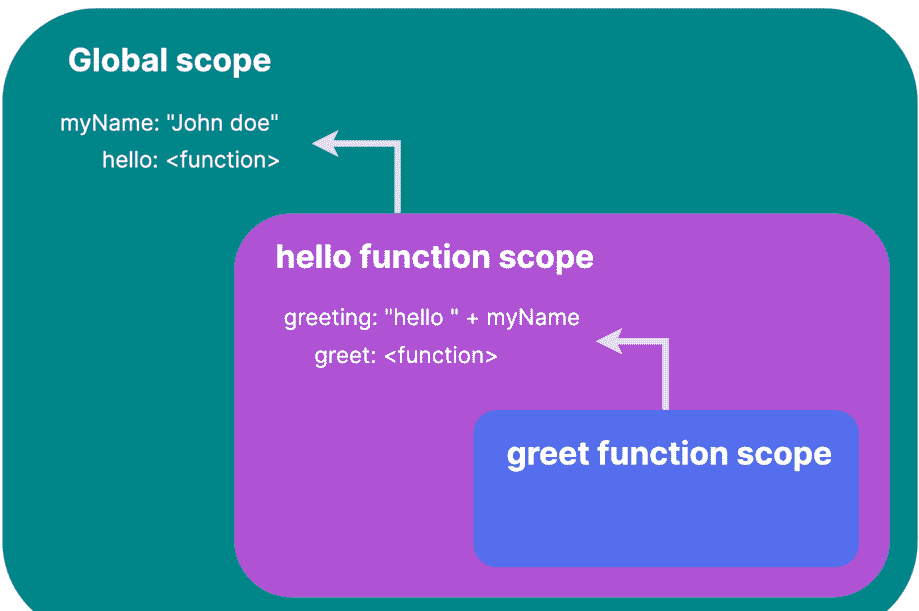 Global scope
myName: "John doe"
hello: <function>
hello function scope
greeting: "hello " + myName
greet: <function>
greet function scope